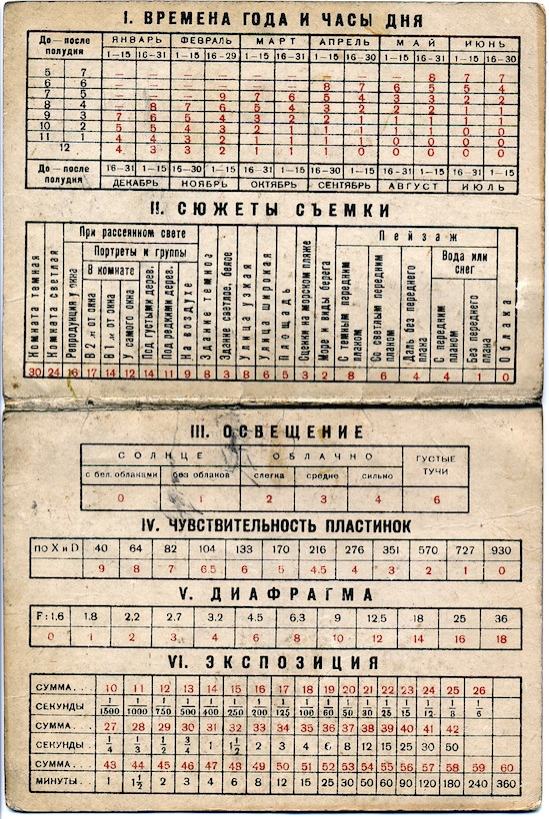 I. ВРЕМЕНА ГОДА И ЧАСЫ ДНЯ
До — после полудня ЯНВАРЬ ФЕВРАЛЬ МАРТ АПРЕЛЬ МАЙ ИЮНЬ
1—15 16—31 1—15 16—29 1—15 16—31 1—15 16—30 1—15 16—31 1—15 16—30
5 7 — — — — — — — — — 8 7 7
6 6 — — — — — — 8 7 6 5 5 4
7 5 — — — 9 7 6 5 4 3 3 2 2
8 4 — 8 7 6 5 4 3 2 2 2 1 1
9 3 7 6 5 4 3 2 2 1 1 1 1 1
10 2 5 5 4 3 2 1 1 1 1 1 0 0
11 1 4 4 3 2 1 1 1 1 0 0 0 0
12 4 3 3 2 1 1 1 0 0 0 0 0
До — после полудня 16—31 1—15 16—30 1—15 16—31 1—15 16—30 1—15 16—31 1—15 16—31 1—15
ДЕКАБРЬ НОЯБРЬ ОКТЯБРЬ СЕНТЯБРЬ АВГУСТ ИЮЛЬ
II. СЮЖЕТЫ СЪЕМКИ
При рассеянном свете
Портреты и группы
В комнате
Пейзаж
Вода или снег
Комната темная
Комната светлая
Репродукция у окна
В 2 м от окна
В 1 м от окна
У самого окна
Под густыми дерев.
Под редкими дерев.
На воздухе
Здание темное
Здание светлое, белое
Улица узкая
Улица широкая
Площадь
Сценки на морском пляже
Море и виды берега
С темным передним планом
Со светлым передним планом
Даль без переднего плана
С передним планом
Без переднего плана
Облака
30 24 16 17 14 12 14 11 9 8 3 8 6 5 3 2 8 6 4 4 0
III. ОСВЕЩЕНИЕ
СОЛНЦЕ ОБЛАЧНО ГУСТЫЕ ТУЧИ
с бел. облаками без облаков слегка средне сильно
0 1 2 3 4 6
IV. ЧУВСТВИТЕЛЬНОСТЬ ПЛАСТИНОК
по X и D 40 64 82 104 133 170 216 276 351 570 727 930
9 8 7 6.5 6 5 4.5 4 3 2 1 0
V. ДИАФРАГМА
F: 1.6 1.8 2.2 2.7 3.2 4.5 6.3 .9 12.5 18 25 36
0 1 2 3 4 6 8 10 12 14 16 18
VI. ЭКСПОЗИЦИЯ
СУММА... 10 11 12 13 14 15 16 17 18 19 20 21 22 23 24 25 26
СЕКУНДЫ 1/1500 1/1000 1/750 1/500 1/400 1/250 1/200 1/125 1/100 1/60 1/50 1/30 1/25 1/15 1/12 1/8 1/6
СУММА... 27 28 29 30 31 32 33 34 35 36 37 38 39 40 41 42
СЕКУНДЫ 1/4 1/3 1/2 3/4 1 1 1/2 2 3 4 6 8 12 15 25 30 50
СУММА... 43 44 45 46 47 48 49 50 51 52 53 54 55 56 57 58 59 60
МИНУТЫ 1 1 1/2 2 3 4 6 8 12 15 25 30 50 60 90 120 180 240 360